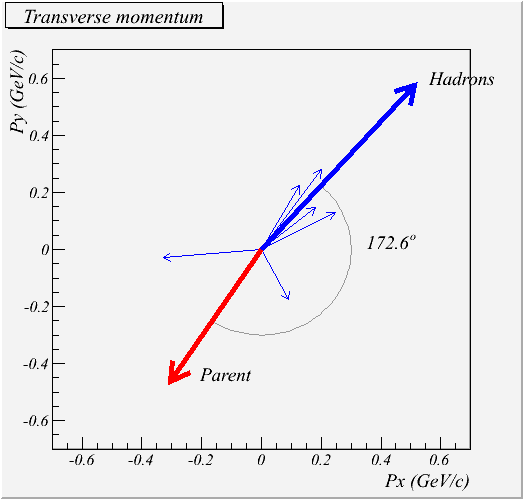 Transverse momentum
Py (GeV/c)
0.6
0.4
0.2
0
-0.2
-0.4
-0.6
Hadrons
172.6°
Parent
-0.6 -0.4 -0.2 0 0.2 0.4 0.6
Px (GeV/c)